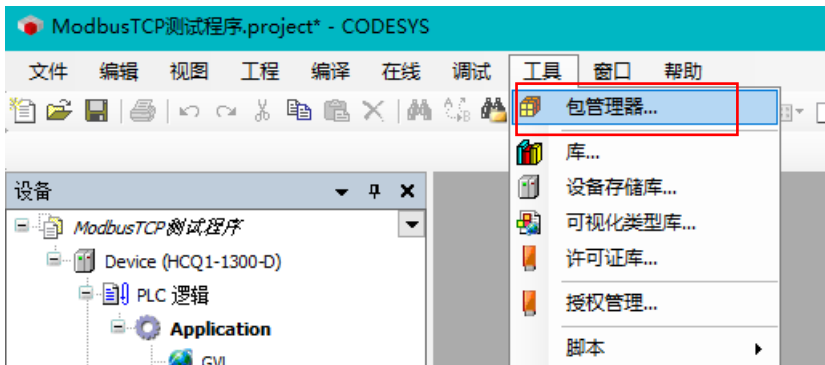 ModbusTCP测试程序.project* - CODESYS
文件 编辑 视图 工程 编译 在线 调试 工具 窗口 帮助
包管理器...
库...
设备存储库...
可视化类型库...
许可证库...
授权管理...
脚本
设备
ModbusTCP测试程序
Device (HCQ1-1300-D)
PLC 逻辑
Application
GVL